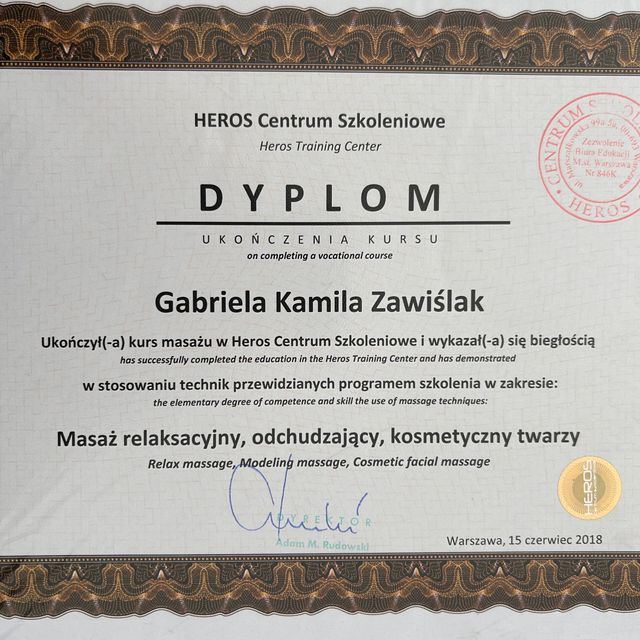 HEROS Centrum Szkoleniowe
Heros Training Center
DYPLOM
UKOŃCZENIA KURSU
on completing a vocational course
Gabriela Kamila Zawiślak
Ukończył(-a) kurs masażu w Heros Centrum Szkoleniowe i wykazał(-a) się biegłością
has successfully completed the education in the Heros Training Center and has demonstrated
w stosowaniu technik przewidzianych programem szkolenia w zakresie:
the elementary degree of competence and skill the use of massage techniques:
Masaż relaksacyjny, odchudzający, kosmetyczny twarzy
Relax massage, Modeling massage, Cosmetic facial massage
DYREKTOR
Adam M. Rudowski
Warszawa, 15 czerwiec 2018
CENTRUM
HEROS
Zezwolenie
Biura Edukacji
M.st. Warszawa
Nr 846K
HEROS